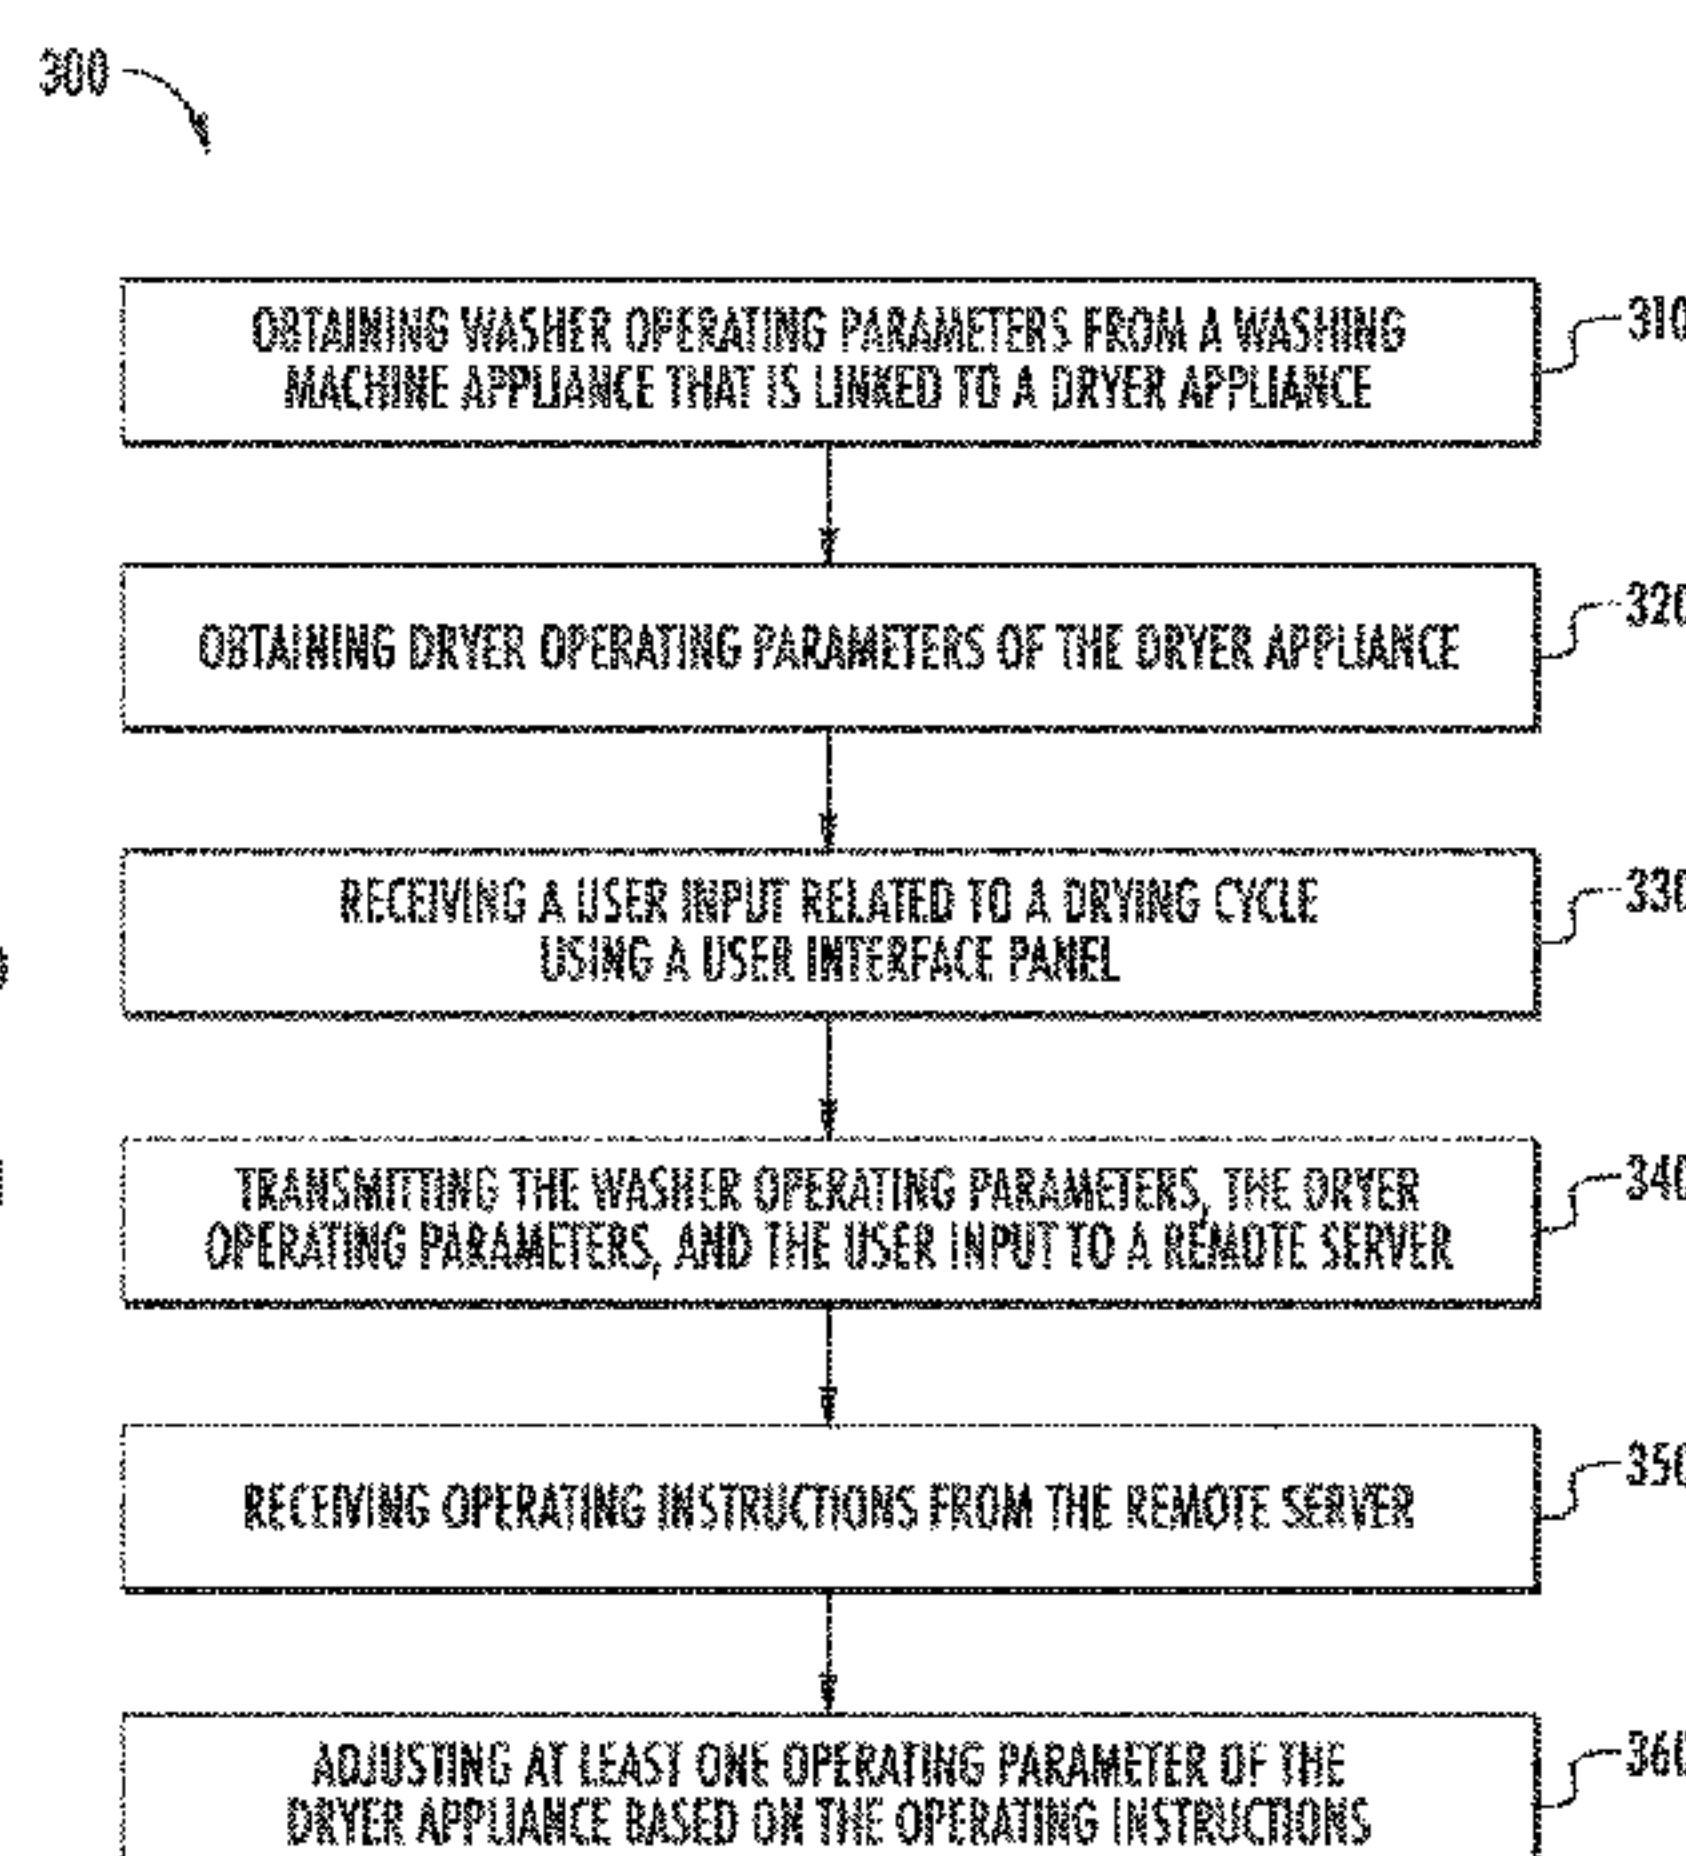 300
OBTAINING WASHER OPERATING PARAMETERS FROM A WASHING
MACHINE APPLIANCE THAT IS LINKED TO A DRYER APPLIANCE
310
OBTAINING DRYER OPERATING PARAMETERS OF THE DRYER APPLIANCE
320
RECEIVING A USER INPUT RELATED TO A DRYING CYCLE
USING A USER INTERFACE PANEL
330
TRANSMITTING THE WASHER OPERATING PARAMETERS, THE DRYER
OPERATING PARAMETERS, AND THE USER INPUT TO A REMOTE SERVER
340
RECEIVING OPERATING INSTRUCTIONS FROM THE REMOTE SERVER
350
ADJUSTING AT LEAST ONE OPERATING PARAMETER OF THE
DRYER APPLIANCE BASED ON THE OPERATING INSTRUCTIONS
360